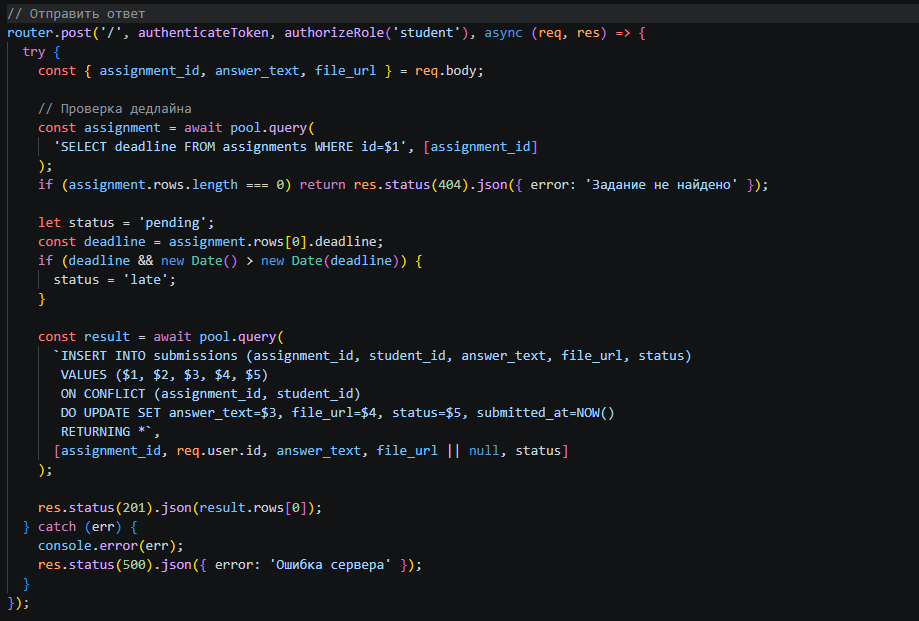 // Отправить ответ
router.post('/', authenticateToken, authorizeRole('student'), async (req, res) => {
  try {
    const { assignment_id, answer_text, file_url } = req.body;

    // Проверка дедлайна
    const assignment = await pool.query(
      'SELECT deadline FROM assignments WHERE id=$1', [assignment_id]
    );
    if (assignment.rows.length === 0) return res.status(404).json({ error: 'Задание не найдено' });

    let status = 'pending';
    const deadline = assignment.rows[0].deadline;
    if (deadline && new Date() > new Date(deadline)) {
      status = 'late';
    }

    const result = await pool.query(
      `INSERT INTO submissions (assignment_id, student_id, answer_text, file_url, status)
       VALUES ($1, $2, $3, $4, $5)
       ON CONFLICT (assignment_id, student_id)
       DO UPDATE SET answer_text=$3, file_url=$4, status=$5, submitted_at=NOW()
       RETURNING *`,
      [assignment_id, req.user.id, answer_text, file_url || null, status]
    );

    res.status(201).json(result.rows[0]);
  } catch (err) {
    console.error(err);
    res.status(500).json({ error: 'Ошибка сервера' });
  }
});